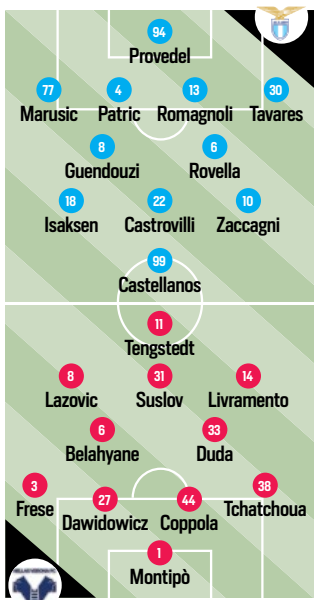 94
Provedel
77 4 13 30
Marusic Patric Romagnoli Tavares
8 6
Guendouzi Rovella
18 22 10
Isaksen Castrovilli Zaccagni
99
Castellanos
11
Tengstedt
8 31 14
Lazovic Suslov Livramento
6 33
Belahyane Duda
3 27 44 38
Frese Dawidowicz Coppola Tchatchoua
1
Montipò